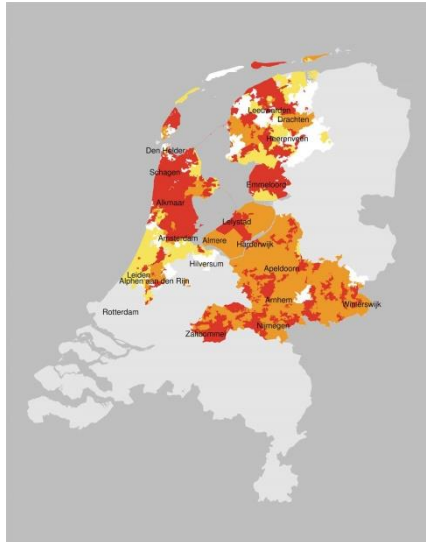 Leeuwarden
Drachten
Heerenveen
Den Helder
Schagen
Emmeloord
Alkmaar
Lelystad
Amsterdam
Almere
Harderwijk
Hilversum
Apeldoorn
Leiden
Alphen aan den Rijn
Arnhem
Winterswijk
Rotterdam
Nijmegen
Zaltbommel